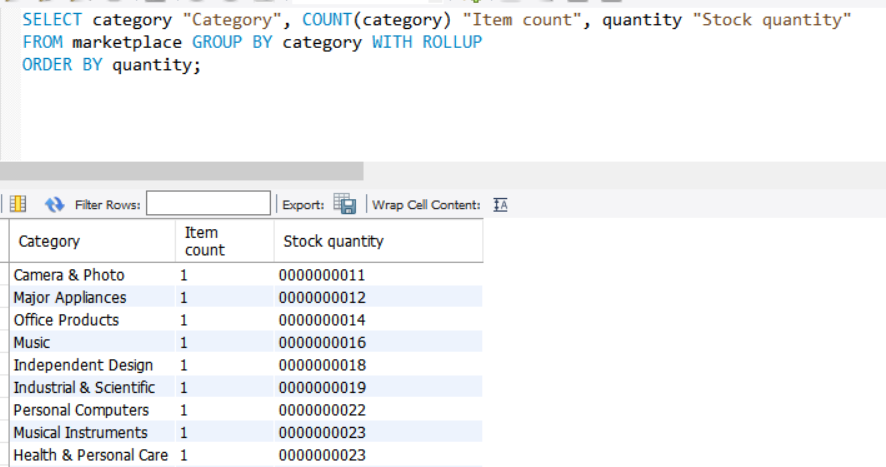 SELECT category "Category", COUNT(category) "Item count", quantity "Stock quantity"
FROM marketplace GROUP BY category WITH ROLLUP
ORDER BY quantity;
Filter Rows: Export: Wrap Cell Content: IA
Category Item count Stock quantity
Camera & Photo 1 0000000011
Major Appliances 1 0000000012
Office Products 1 0000000014
Music 1 0000000016
Independent Design 1 0000000018
Industrial & Scientific 1 0000000019
Personal Computers 1 0000000022
Musical Instruments 1 0000000023
Health & Personal Care 1 0000000023